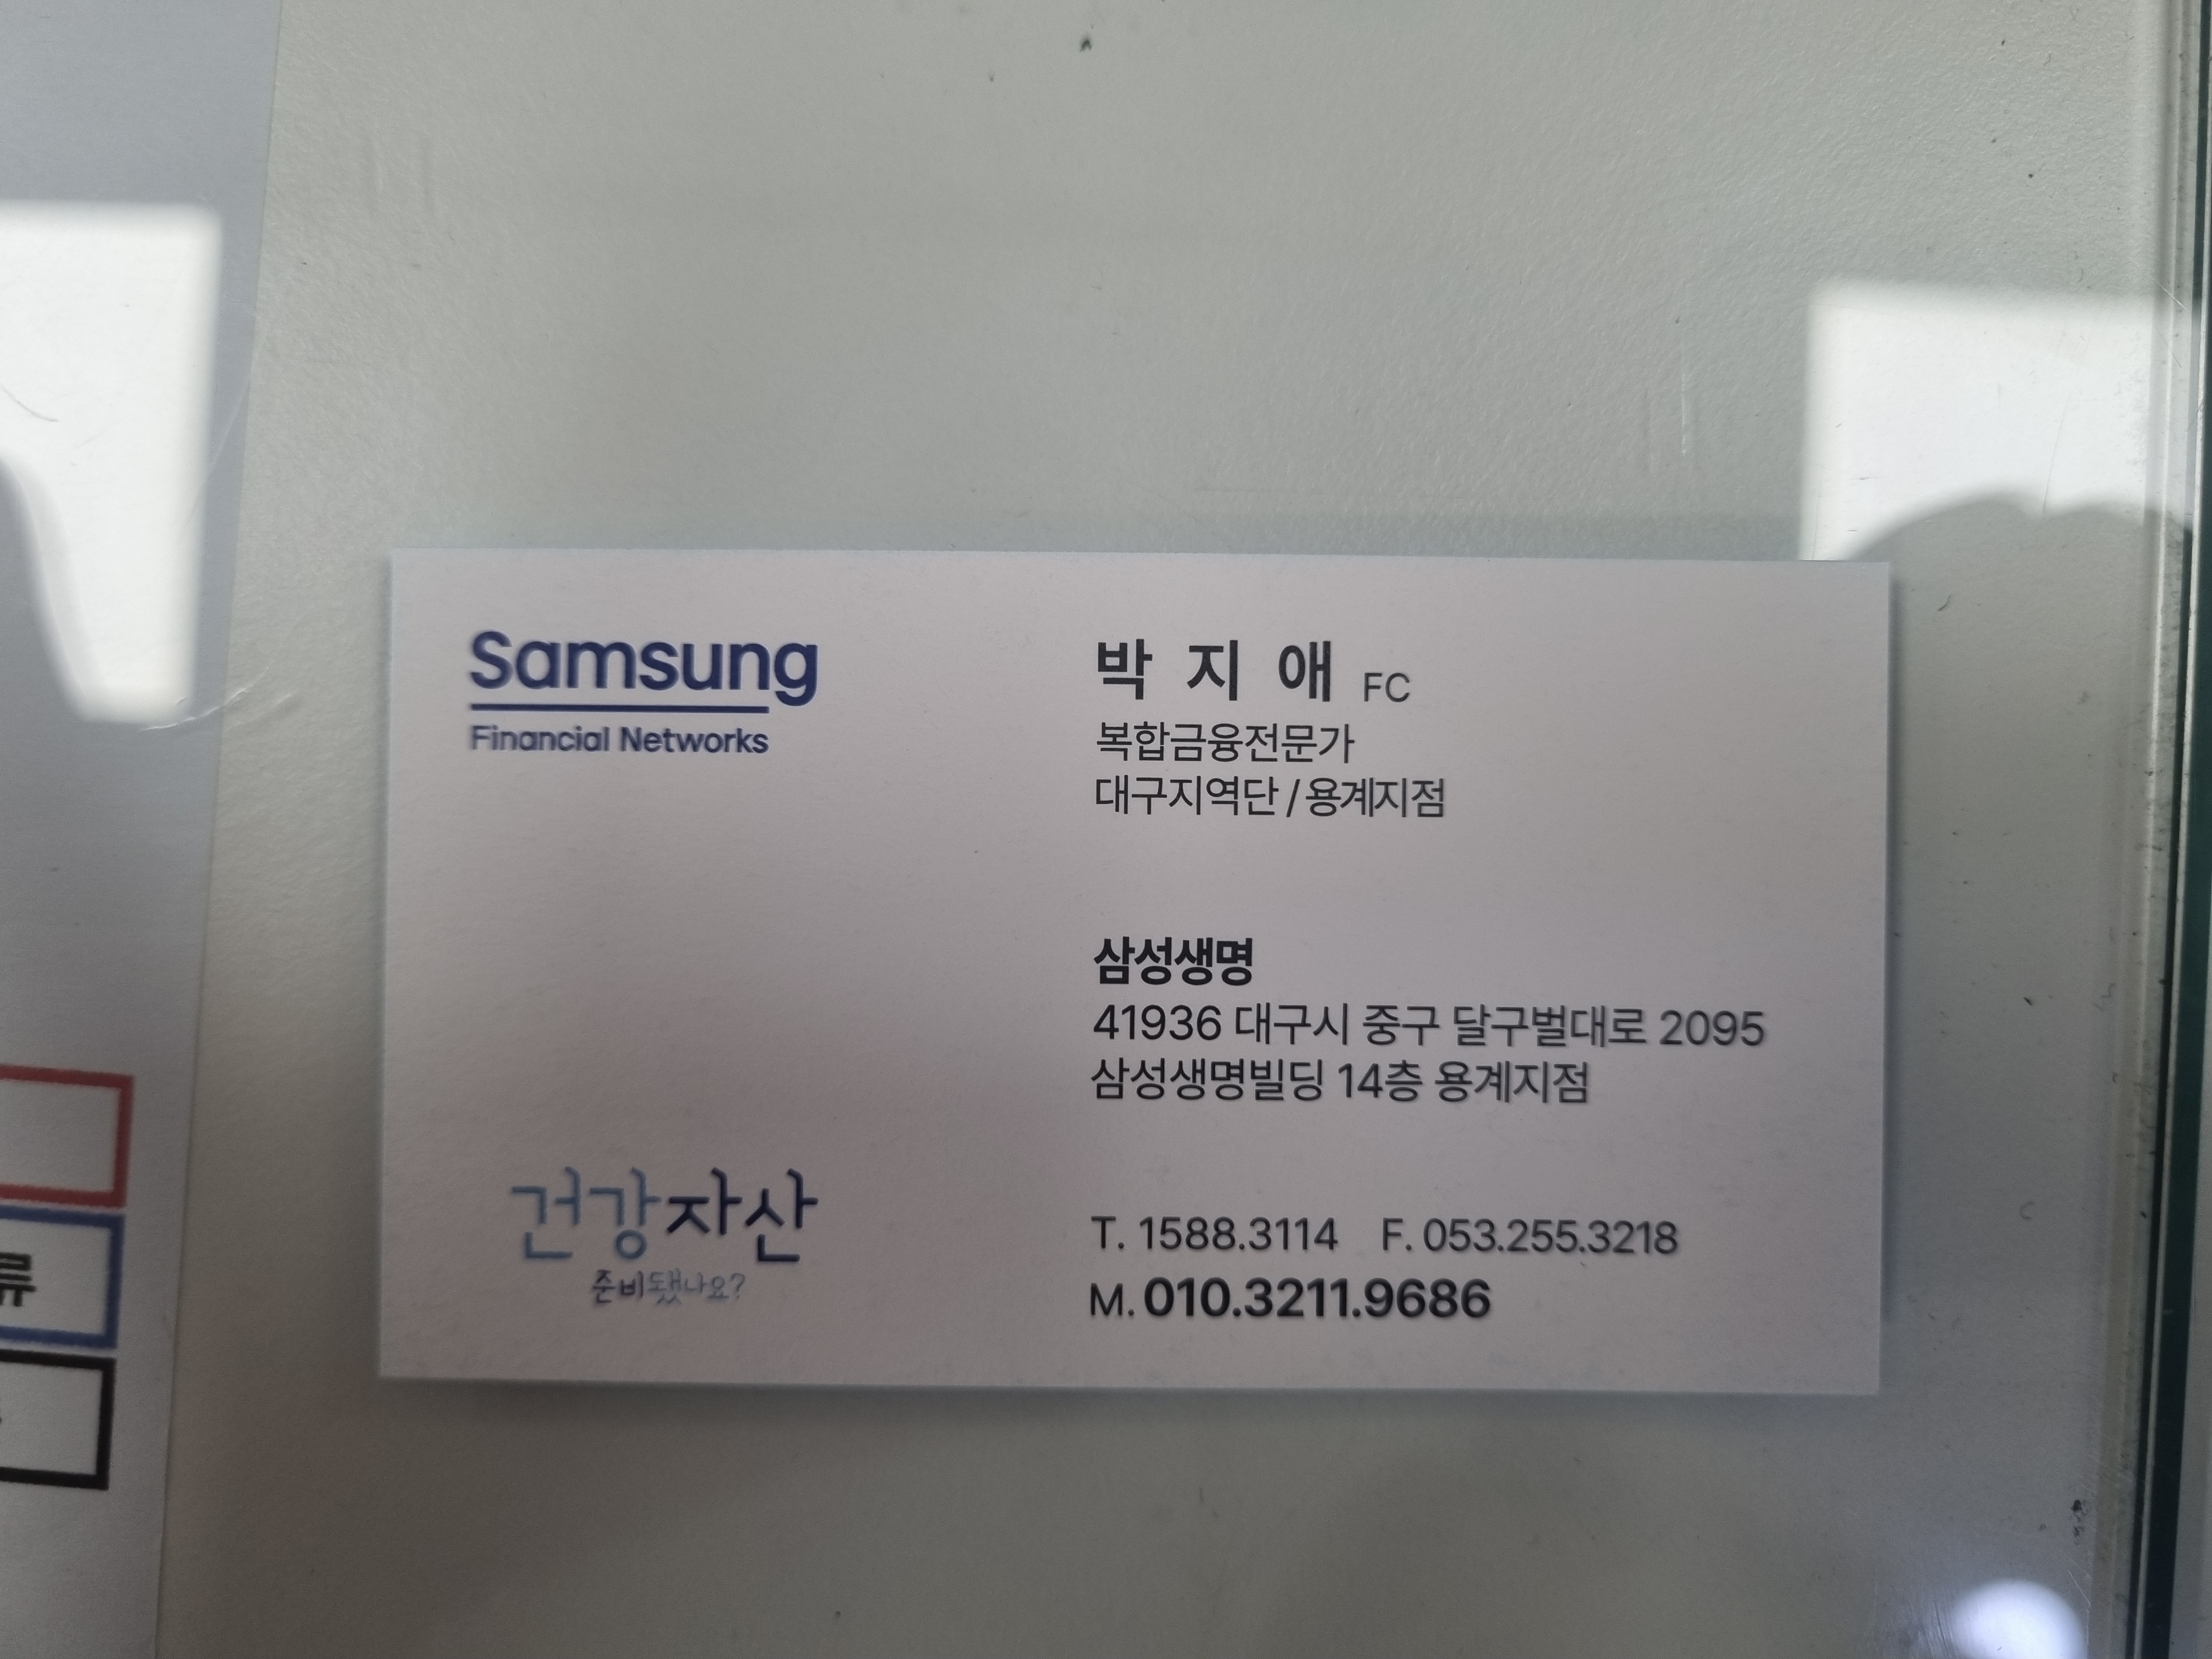 Samsung
Financial Networks
박 지 애 FC
복합금융전문가
대구지역단 / 용계지점
삼성생명
41936 대구시 중구 달구벌대로 2095
삼성생명빌딩 14층 용계지점
건강자산
준비됐나요?
T. 1588.3114 F. 053.255.3218
M. 010.3211.9686
류